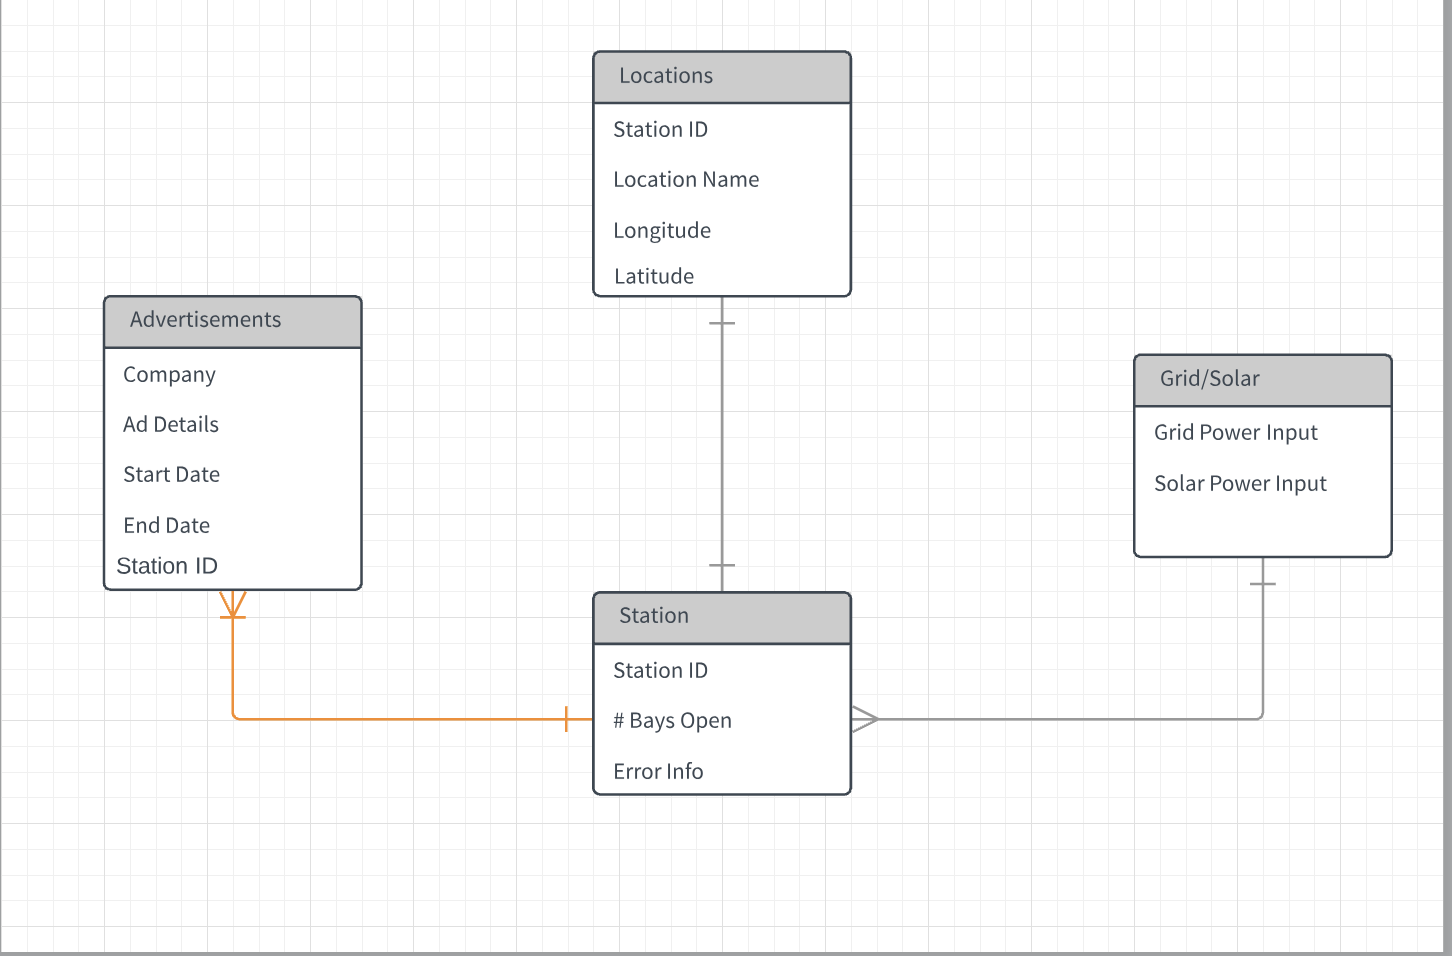 Locations
Station ID
Location Name
Longitude
Latitude
Advertisements
Company
Ad Details
Start Date
End Date
Station ID
Grid/Solar
Grid Power Input
Solar Power Input
Station
Station ID
# Bays Open
Error Info